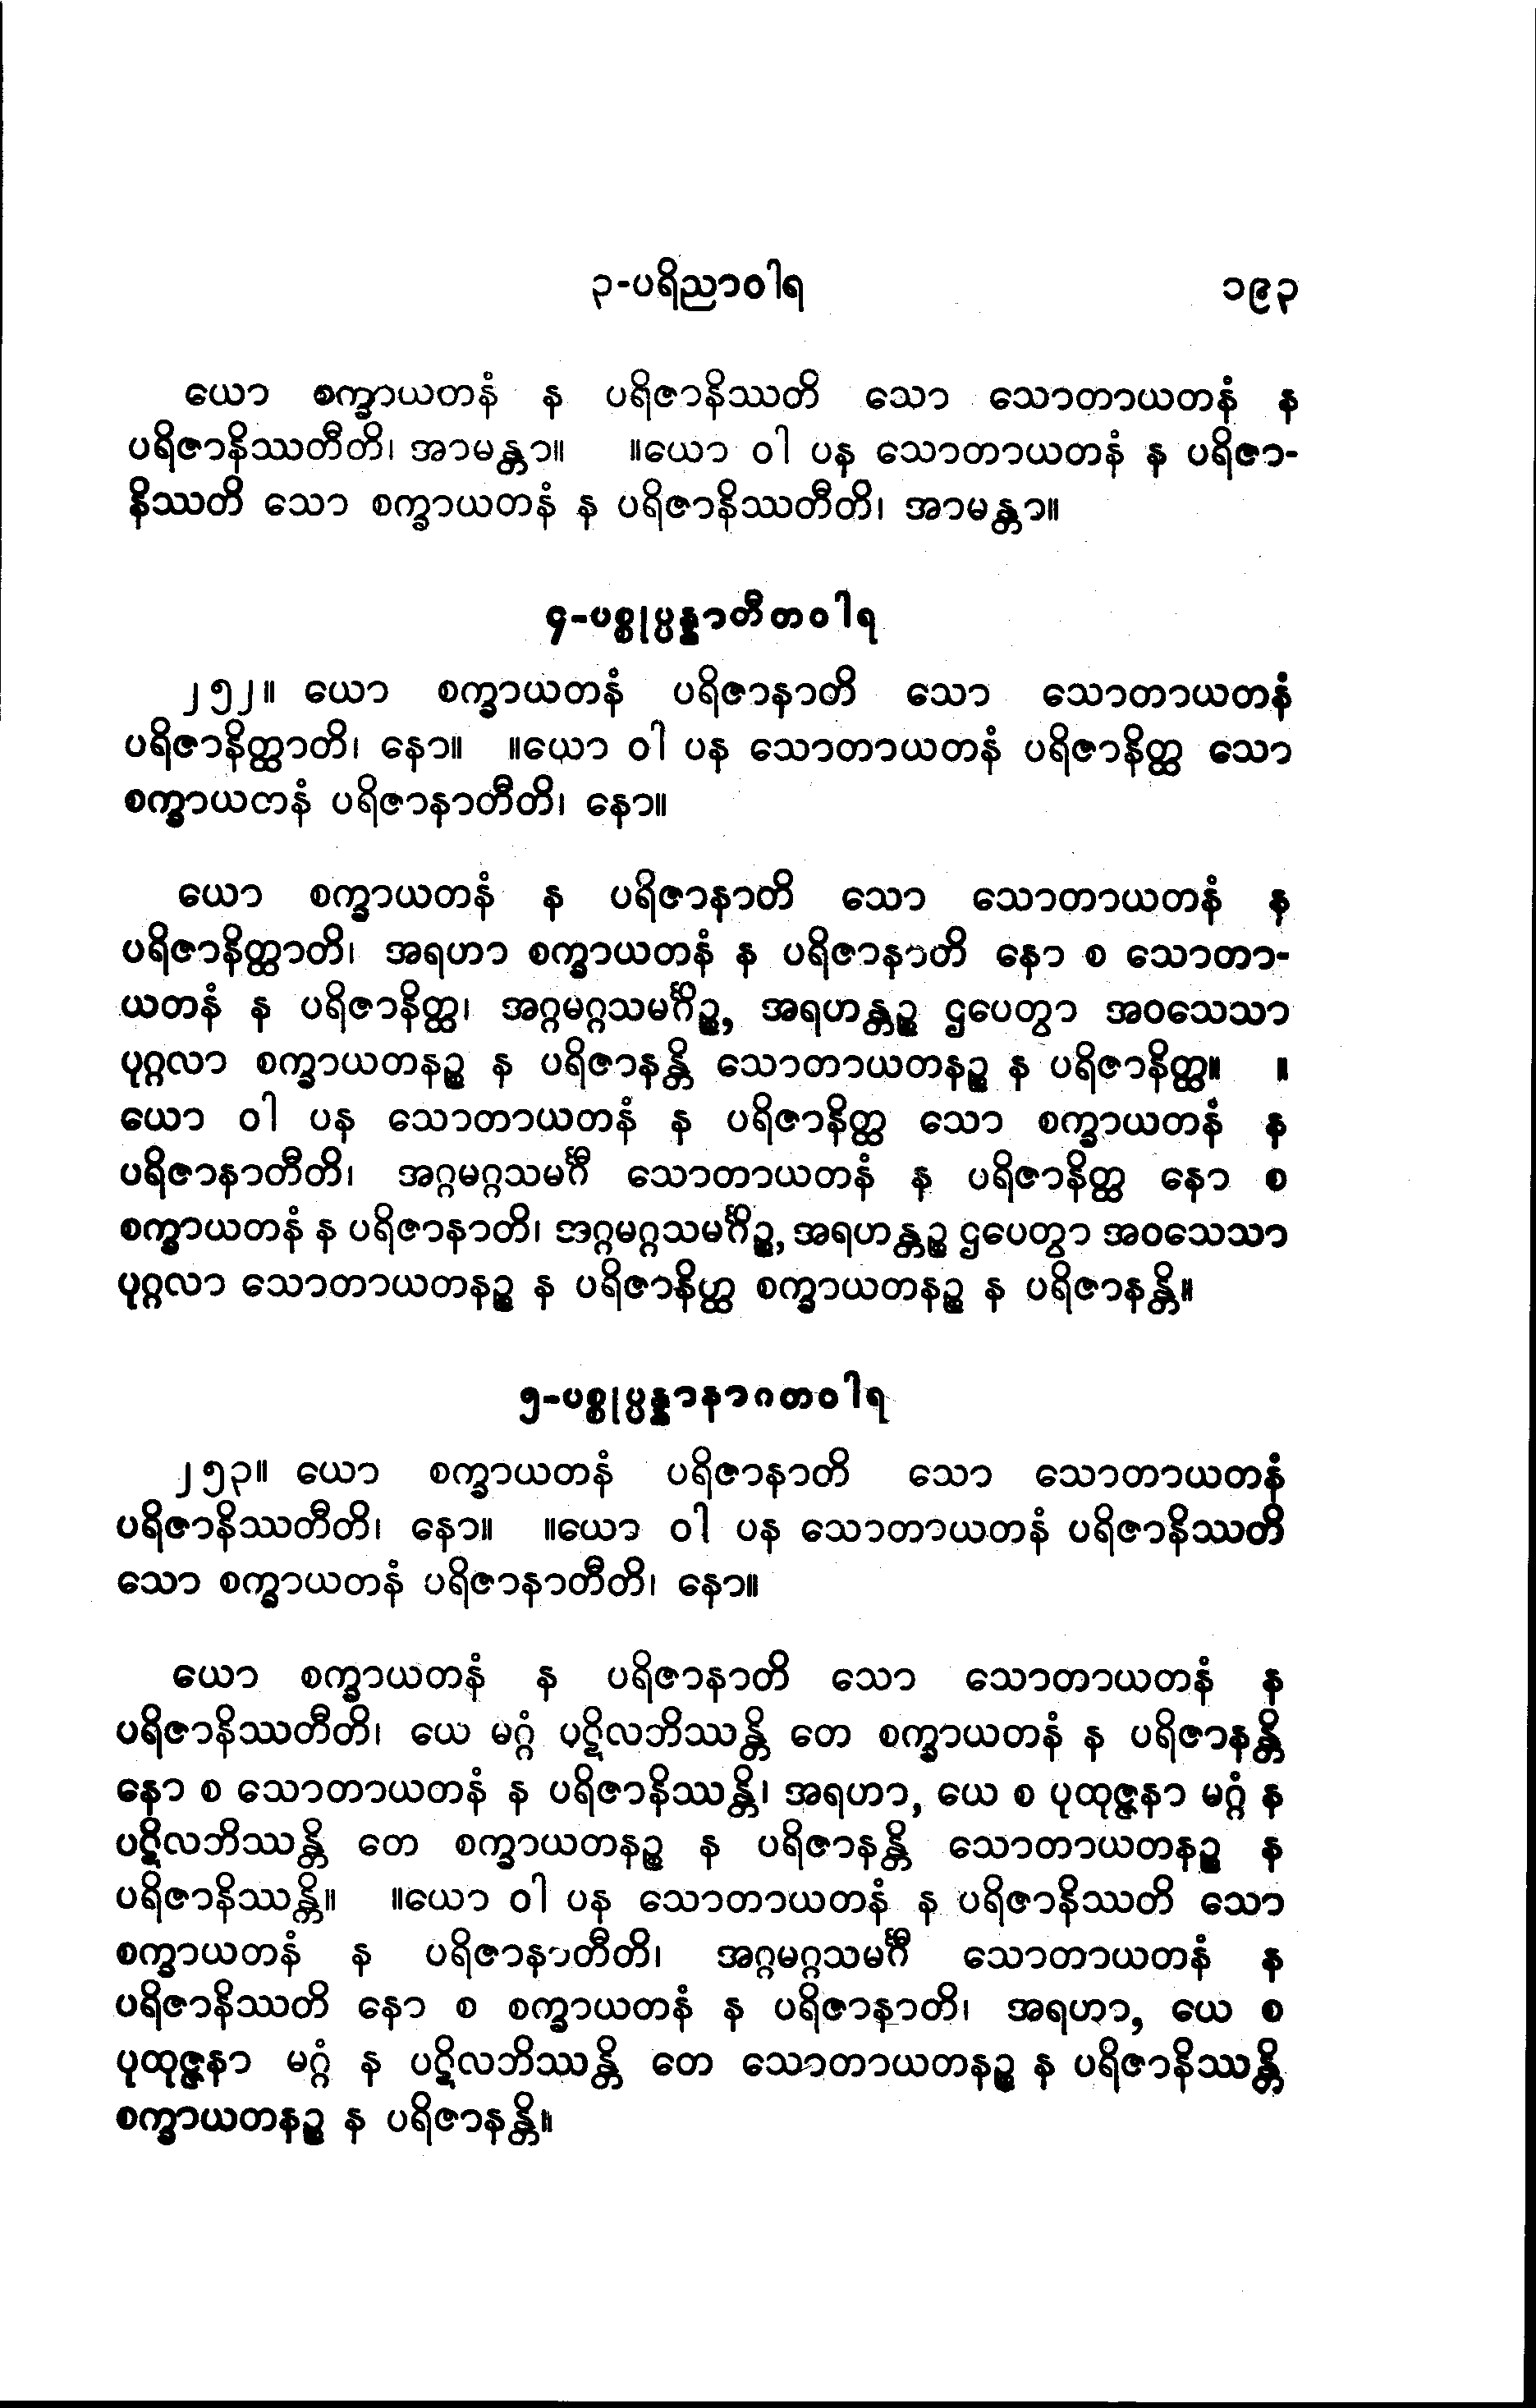 ၃-ပရိညာဝါရ ၁၉၃
ယော စက္ခာယတနံ န ပရိဇာနိဿတိ သော သောတာယတနံ န
ပရိဇာနိဿတီတိ၊ အာမန္တာ။ ။ယော ဝါ ပန သောတာယတနံ န ပရိဇာ-
နိဿတိ သော စက္ခာယတနံ န ပရိဇာနိဿတီတိ၊ အာမန္တာ။
၄-ပစ္စုပ္ပန္နာတီတဝါရ
၂၅၂။ ယော စက္ခာယတနံ ပရိဇာနာတိ သော သောတာယတနံ
ပရိဇာနိတ္ထာတိ၊ နော။ ။ယော ဝါ ပန သောတာယတနံ ပရိဇာနိတ္ထ သော
စက္ခာယတနံ ပရိဇာနာတီတိ၊ နော။
ယော စက္ခာယတနံ န ပရိဇာနာတိ သော သောတာယတနံ န
ပရိဇာနိတ္ထာတိ၊ အရဟာ စက္ခာယတနံ န ပရိဇာနာတိ နော စ သောတာ-
ယတနံ န ပရိဇာနိတ္ထ၊ အဂ္ဂမဂ္ဂသမင်္ဂိဉ္စ, အရဟန္တဉ္စ ဌပေတွာ အဝသေသာ
ပုဂ္ဂလာ စက္ခာယတနဉ္စ န ပရိဇာနန္တိ သောတာယတနဉ္စ န ပရိဇာနိတ္ထ။ ။
ယော ဝါ ပန သောတာယတနံ န ပရိဇာနိတ္ထ သော စက္ခာယတနံ န
ပရိဇာနာတီတိ၊ အဂ္ဂမဂ္ဂသမင်္ဂီ သောတာယတနံ န ပရိဇာနိတ္ထ နော စ
စက္ခာယတနံ န ပရိဇာနာတိ၊ အဂ္ဂမဂ္ဂသမင်္ဂိဉ္စ, အရဟန္တဉ္စ ဌပေတွာ အဝသေသာ
ပုဂ္ဂလာ သောတာယတနဉ္စ န ပရိဇာနိတ္ထ စက္ခာယတနဉ္စ န ပရိဇာနန္တိ။
၅-ပစ္စုပ္ပန္နာနာဂတဝါရ
၂၅၃။ ယော စက္ခာယတနံ ပရိဇာနာတိ သော သောတာယတနံ
ပရိဇာနိဿတီတိ၊ နော။ ။ယော ဝါ ပန သောတာယတနံ ပရိဇာနိဿတိ
သော စက္ခာယတနံ ပရိဇာနာတီတိ၊ နော။
ယော စက္ခာယတနံ န ပရိဇာနာတိ သော သောတာယတနံ န
ပရိဇာနိဿတီတိ၊ ယေ မဂ္ဂံ ပဋိလဘိဿန္တိ တေ စက္ခာယတနံ န ပရိဇာနန္တိ
နော စ သောတာယတနံ န ပရိဇာနိဿန္တိ၊ အရဟာ, ယေ စ ပုထုဇ္ဇနာ မဂ္ဂံ န
ပဋိလဘိဿန္တိ တေ စက္ခာယတနဉ္စ န ပရိဇာနန္တိ သောတာယတနဉ္စ န
ပရိဇာနိဿန္တိ။ ။ယော ဝါ ပန သောတာယတနံ န ပရိဇာနိဿတိ သော
စက္ခာယတနံ န ပရိဇာနာတီတိ၊ အဂ္ဂမဂ္ဂသမင်္ဂီ သောတာယတနံ န
ပရိဇာနိဿတိ နော စ စက္ခာယတနံ န ပရိဇာနာတိ၊ အရဟာ, ယေ စ
ပုထုဇ္ဇနာ မဂ္ဂံ န ပဋိလဘိဿန္တိ တေ သောတာယတနဉ္စ န ပရိဇာနိဿန္တိ
စက္ခာယတနဉ္စ န ပရိဇာနန္တိ။